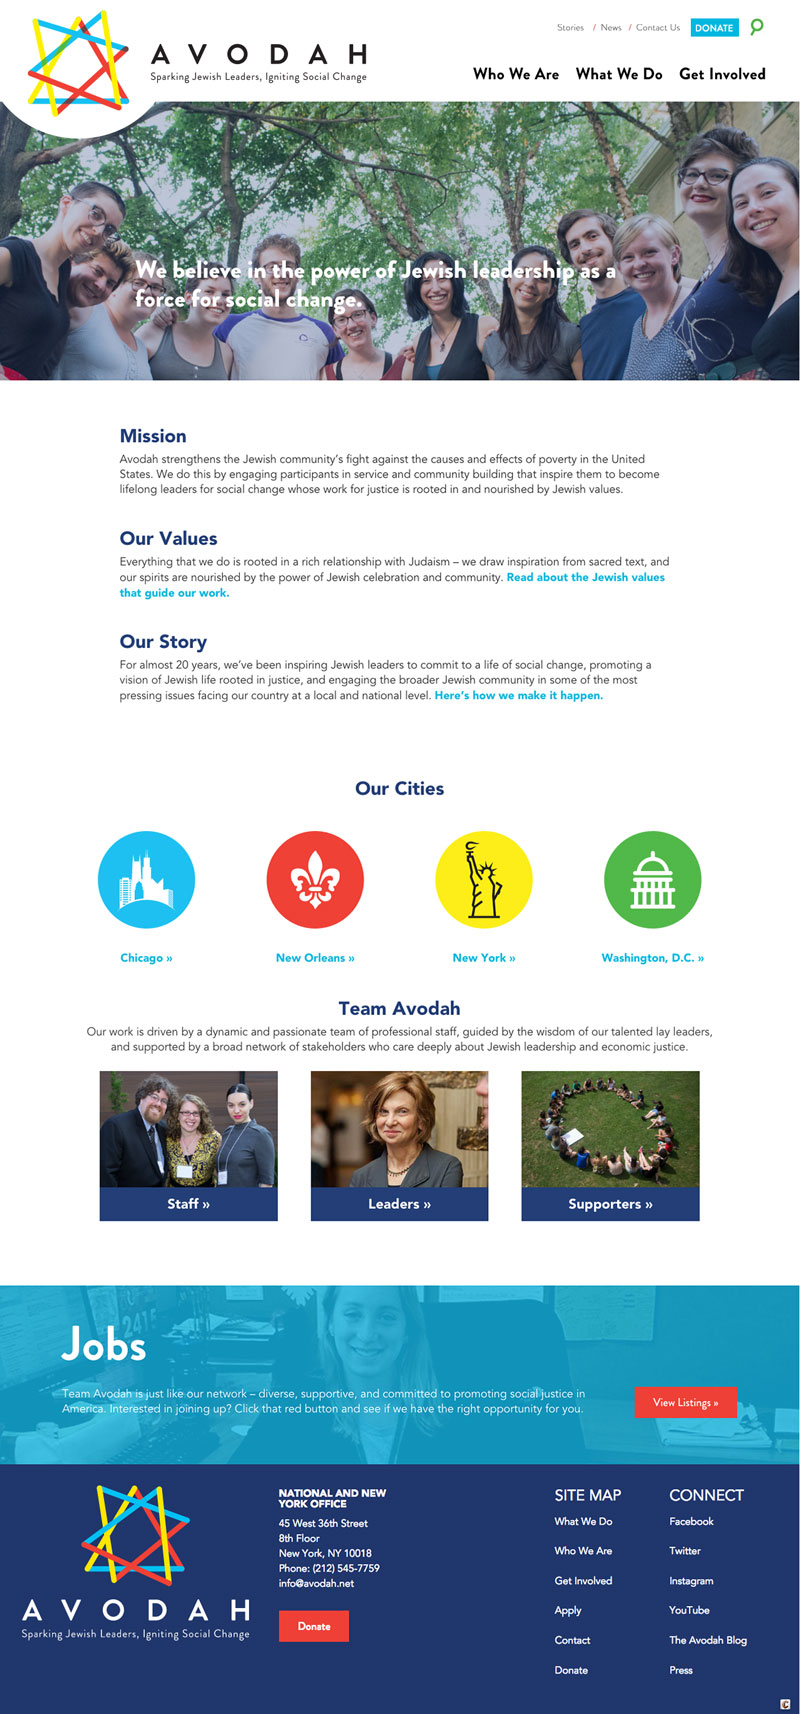 Stories / News / Contact Us DONATE
AVODAH
Sparking Jewish Leaders, Igniting Social Change
Who We Are What We Do Get Involved
We believe in the power of Jewish leadership as a
force for social change.
Mission
Avodah strengthens the Jewish community’s fight against the causes and effects of poverty in the United
States. We do this by engaging participants in service and community building that inspire them to become
lifelong leaders for social change whose work for justice is rooted in and nourished by Jewish values.
Our Values
Everything that we do is rooted in a rich relationship with Judaism – we draw inspiration from sacred text, and
our spirits are nourished by the power of Jewish celebration and community. Read about the Jewish values
that guide our work.
Our Story
For almost 20 years, we’ve been inspiring Jewish leaders to commit to a life of social change, promoting a
vision of Jewish life rooted in justice, and engaging the broader Jewish community in some of the most
pressing issues facing our country at a local and national level. Here’s how we make it happen.
Our Cities
Chicago » New Orleans » New York » Washington, D.C. »
Team Avodah
Our work is driven by a dynamic and passionate team of professional staff, guided by the wisdom of our talented lay leaders,
and supported by a broad network of stakeholders who care deeply about Jewish leadership and economic justice.
Staff » Leaders » Supporters »
2415
Jobs
Team Avodah is just like our network – diverse, supportive, and committed to promoting social justice in
America. Interested in joining up? Click that red button and see if we have the right opportunity for you.
View Listings »
AVODAH
Sparking Jewish Leaders, Igniting Social Change
NATIONAL AND NEW
YORK OFFICE
45 West 36th Street
8th Floor
New York, NY 10018
Phone: (212) 545-7759
info@avodah.net
Donate
SITE MAP
What We Do
Who We Are
Get Involved
Apply
Contact
Donate
CONNECT
Facebook
Twitter
Instagram
YouTube
The Avodah Blog
Press